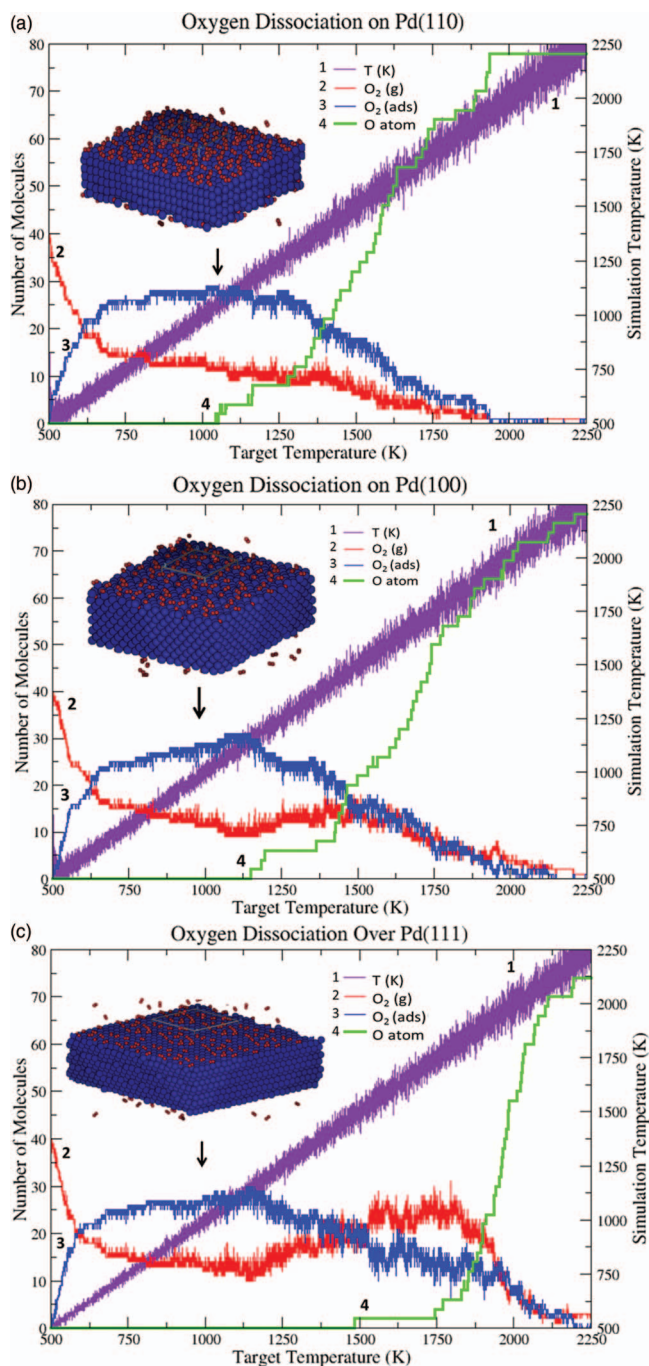 (a)
Oxygen Dissociation on Pd(110)
80 70 60 50 40 30 20 10 0
Number of Molecules
1 T (K)
2 O₂ (g)
3 O₂ (ads)
4 O atom
1
2
3
4
2250 2000 1750 1500 1250 1000 750 500
Simulation Temperature (K)
500 750 1000 1250 1500 1750 2000 2250
Target Temperature (K)
(b)
Oxygen Dissociation on Pd(100)
80 70 60 50 40 30 20 10 0
Number of Molecules
1 T (K)
2 O₂ (g)
3 O₂ (ads)
4 O atom
1
2
3
4
2250 2000 1750 1500 1250 1000 750 500
Simulation Temperature (K)
500 750 1000 1250 1500 1750 2000 2250
Target Temperature (K)
(c)
Oxygen Dissociation Over Pd(111)
80 70 60 50 40 30 20 10 0
Number of Molecules
1 T (K)
2 O₂ (g)
3 O₂ (ads)
4 O atom
1
2
3
4
2250 2000 1750 1500 1250 1000 750 500
Simulation Temperature (K)
500 750 1000 1250 1500 1750 2000 2250
Target Temperature (K)